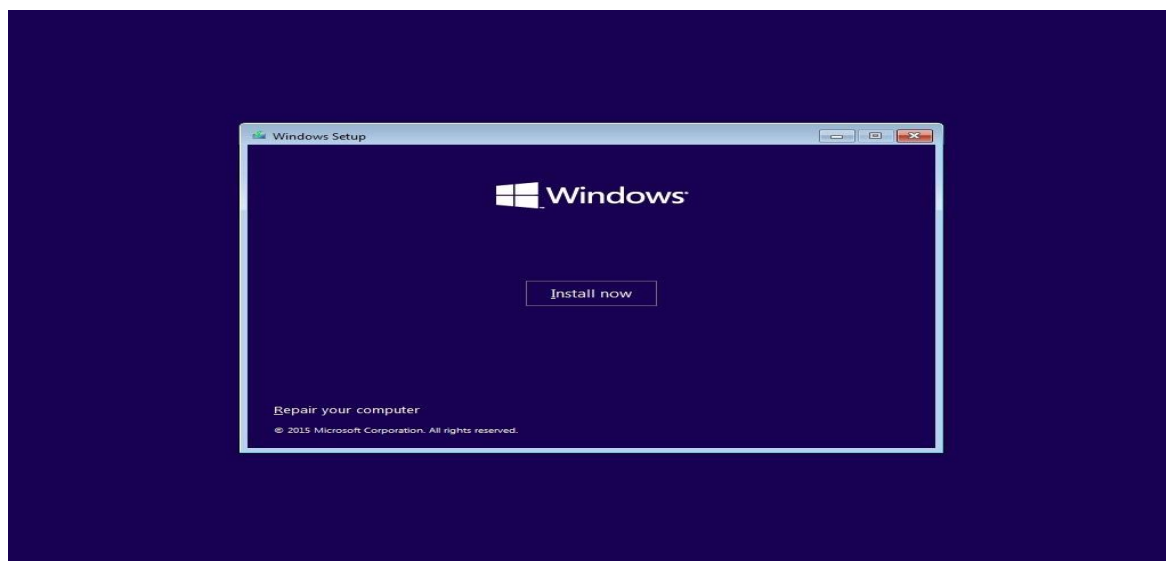 Windows Setup
Windows
Install now
Repair your computer
© 2015 Microsoft Corporation. All rights reserved.